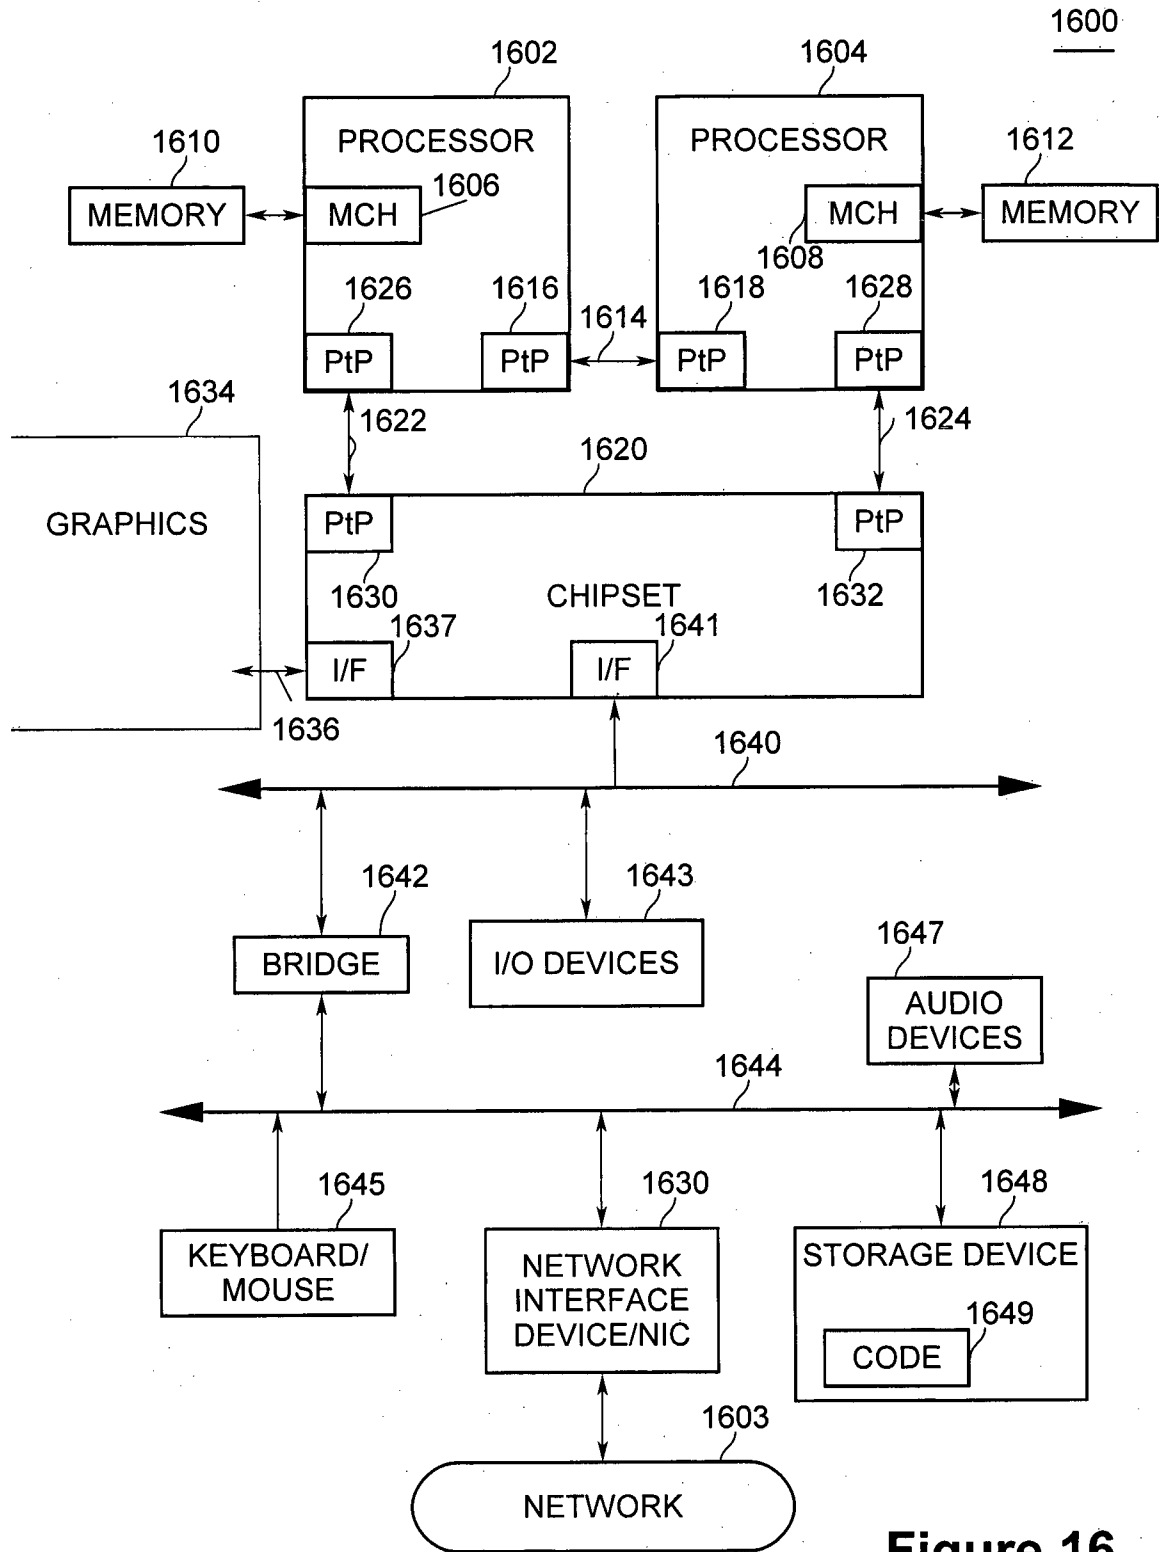 1600
1602
1604
PROCESSOR
PROCESSOR
1610
1612
MEMORY
MCH
1606
MCH
MEMORY
1608
1626
1616
1614
1618
1628
PtP
PtP
PtP
PtP
1634
1622
1624
1620
GRAPHICS
PtP
PtP
1630
CHIPSET
1632
1637
1641
I/F
I/F
1636
1640
1642
1643
BRIDGE
I/O DEVICES
1647
AUDIO
DEVICES
1644
1645
1630
1648
KEYBOARD/
MOUSE
NETWORK
INTERFACE
DEVICE/NIC
STORAGE DEVICE
1649
CODE
1603
NETWORK
Figure 16